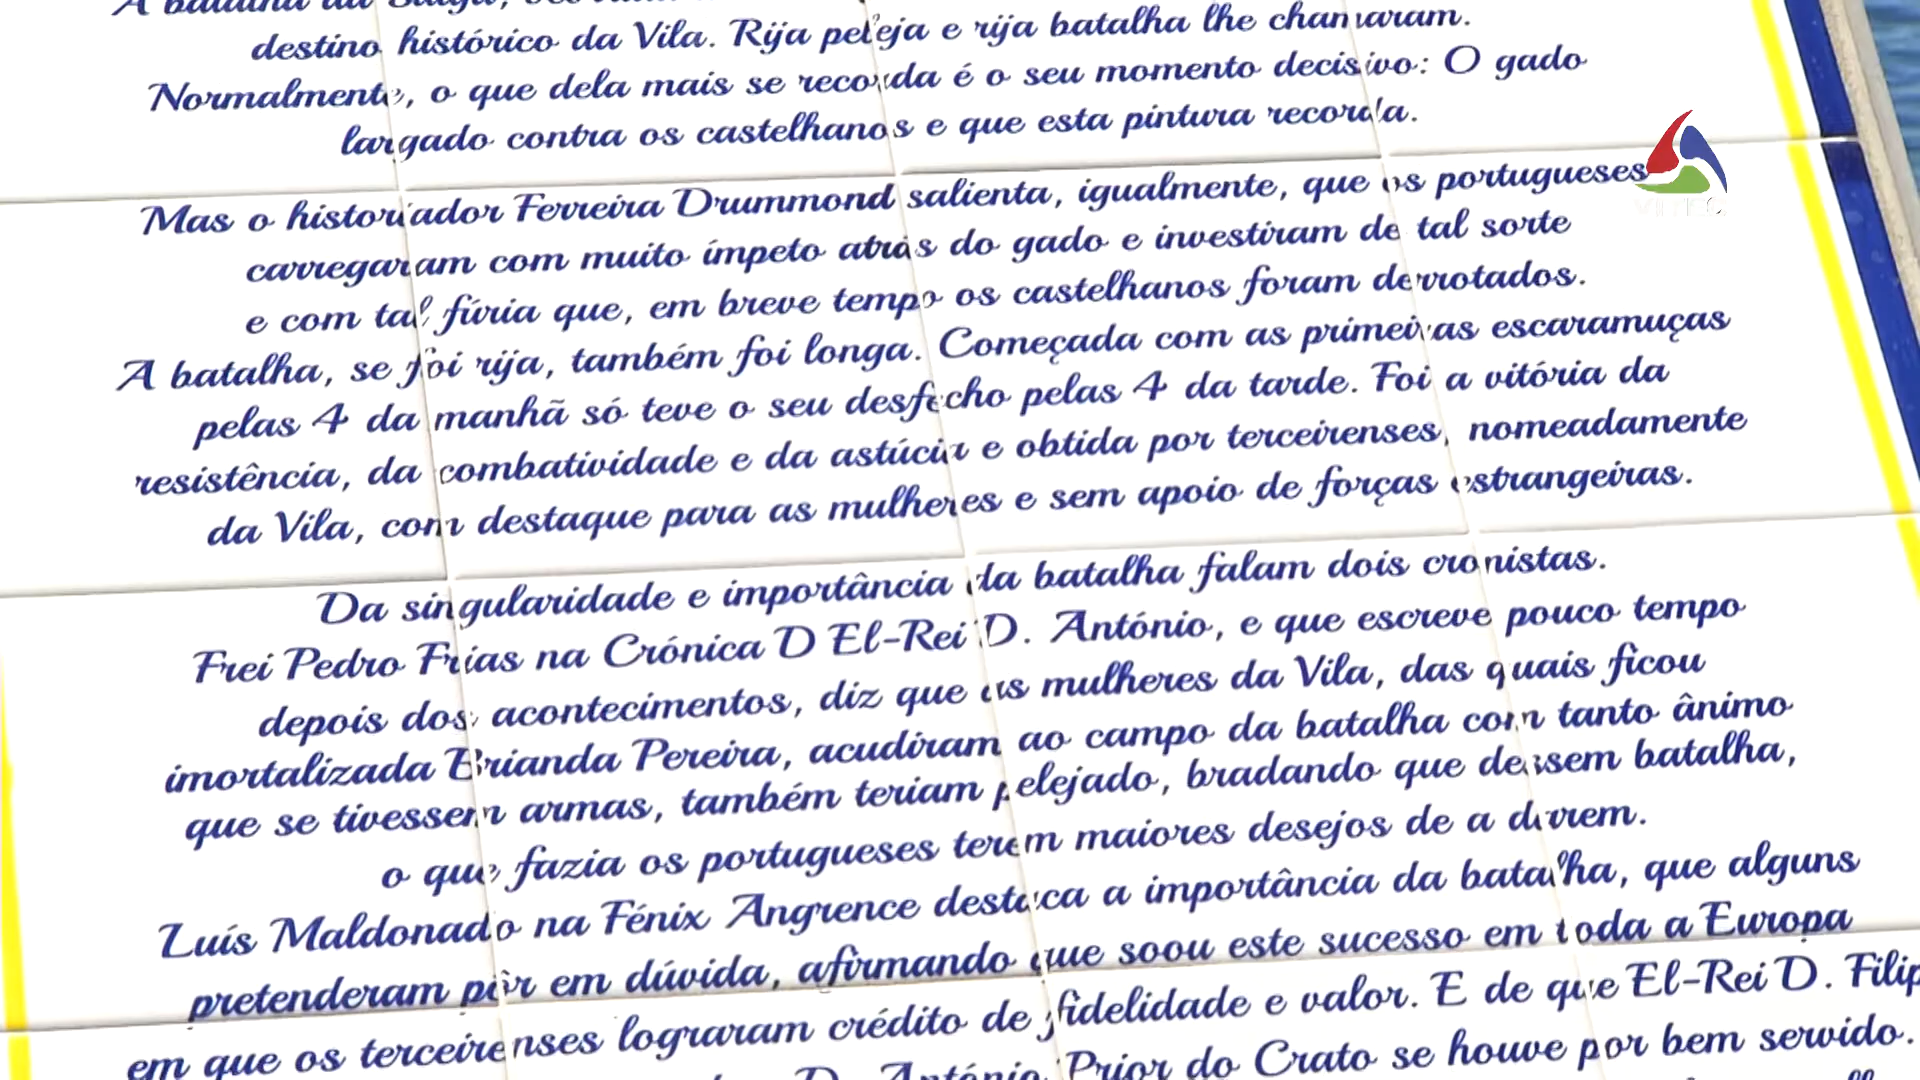 A batalha da Salga,
destino histórico da Vila. Rija peleja e rija batalha lhe chamaram.
Normalmente, o que dela mais se recorda é o seu momento decisivo: O gado
largado contra os castelhanos e que esta pintura recorda.
Mas o historiador Ferreira Drummond salienta, igualmente, que os portugueses
carregaram com muito ímpeto atrás do gado e investiram de tal sorte
e com tal fúria que, em breve tempo os castelhanos foram derrotados.
A batalha, se foi rija, também foi longa. Começada com as primeiras escaramuças
pelas 4 da manhã só teve o seu desfecho pelas 4 da tarde. Foi a vitória da
resistência, da combatividade e da astúcia e obtida por terceirenses, nomeadamente
da Vila, com destaque para as mulheres e sem apoio de forças estrangeiras.
Da singularidade e importância da batalha falam dois cronistas.
Frei Pedro Frias na Crónica D El-Rei D. António, e que escreve pouco tempo
depois dos acontecimentos, diz que as mulheres da Vila, das quais ficou
imortalizada Brianda Pereira, acudiram ao campo da batalha com tanto ânimo
que se tivessem armas, também teriam pelejado, bradando que dessem batalha,
o que fazia os portugueses terem maiores desejos de a darem.
Luís Maldonado na Fénix Angrence destaca a importância da batalha, que alguns
pretenderam pôr em dúvida, afirmando que soou este sucesso em toda a Europa
em que os terceirenses lograram crédito de fidelidade e valor. E de que El-Rei D. Filip
D. António Prior do Crato se houve por bem servido.